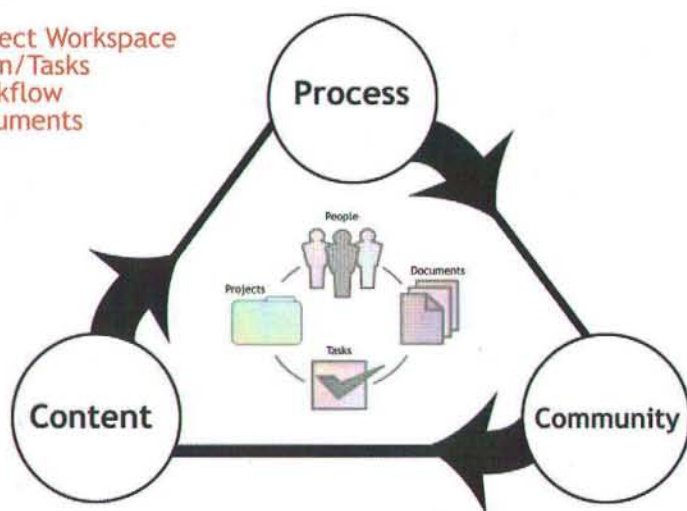 ect Workspace
n/Tasks
kflow
uments
Process
People
Documents
Projects
Tasks
Content
Community